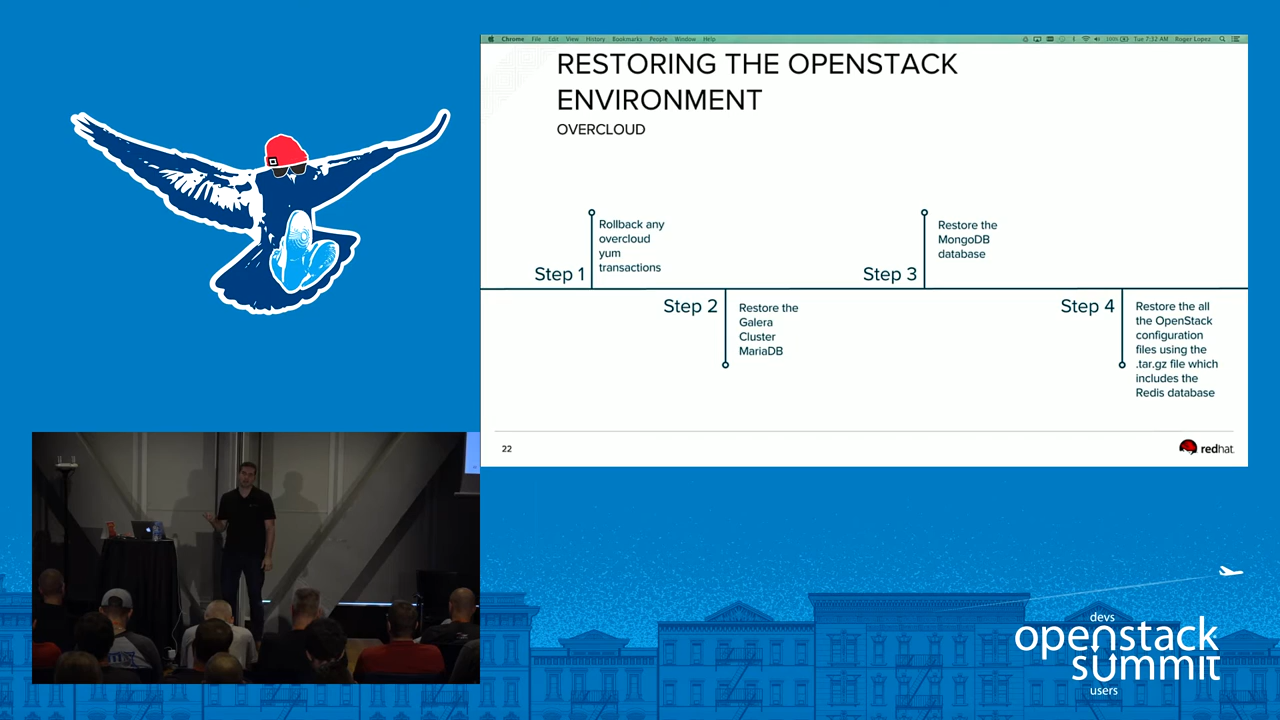 Chrome File Edit View History Bookmarks People Window Help
100% Tue 7:32 AM Roger Lopez
RESTORING THE OPENSTACK
ENVIRONMENT
OVERCLOUD
Step 1
Rollback any
overcloud
yum
transactions
Step 2
Restore the
Galera
Cluster
MariaDB
Step 3
Restore the
MongoDB
database
Step 4
Restore the all
the OpenStack
configuration
files using the
.tar.gz file which
includes the
Redis database
22
redhat.
devs
openstack
summit
users